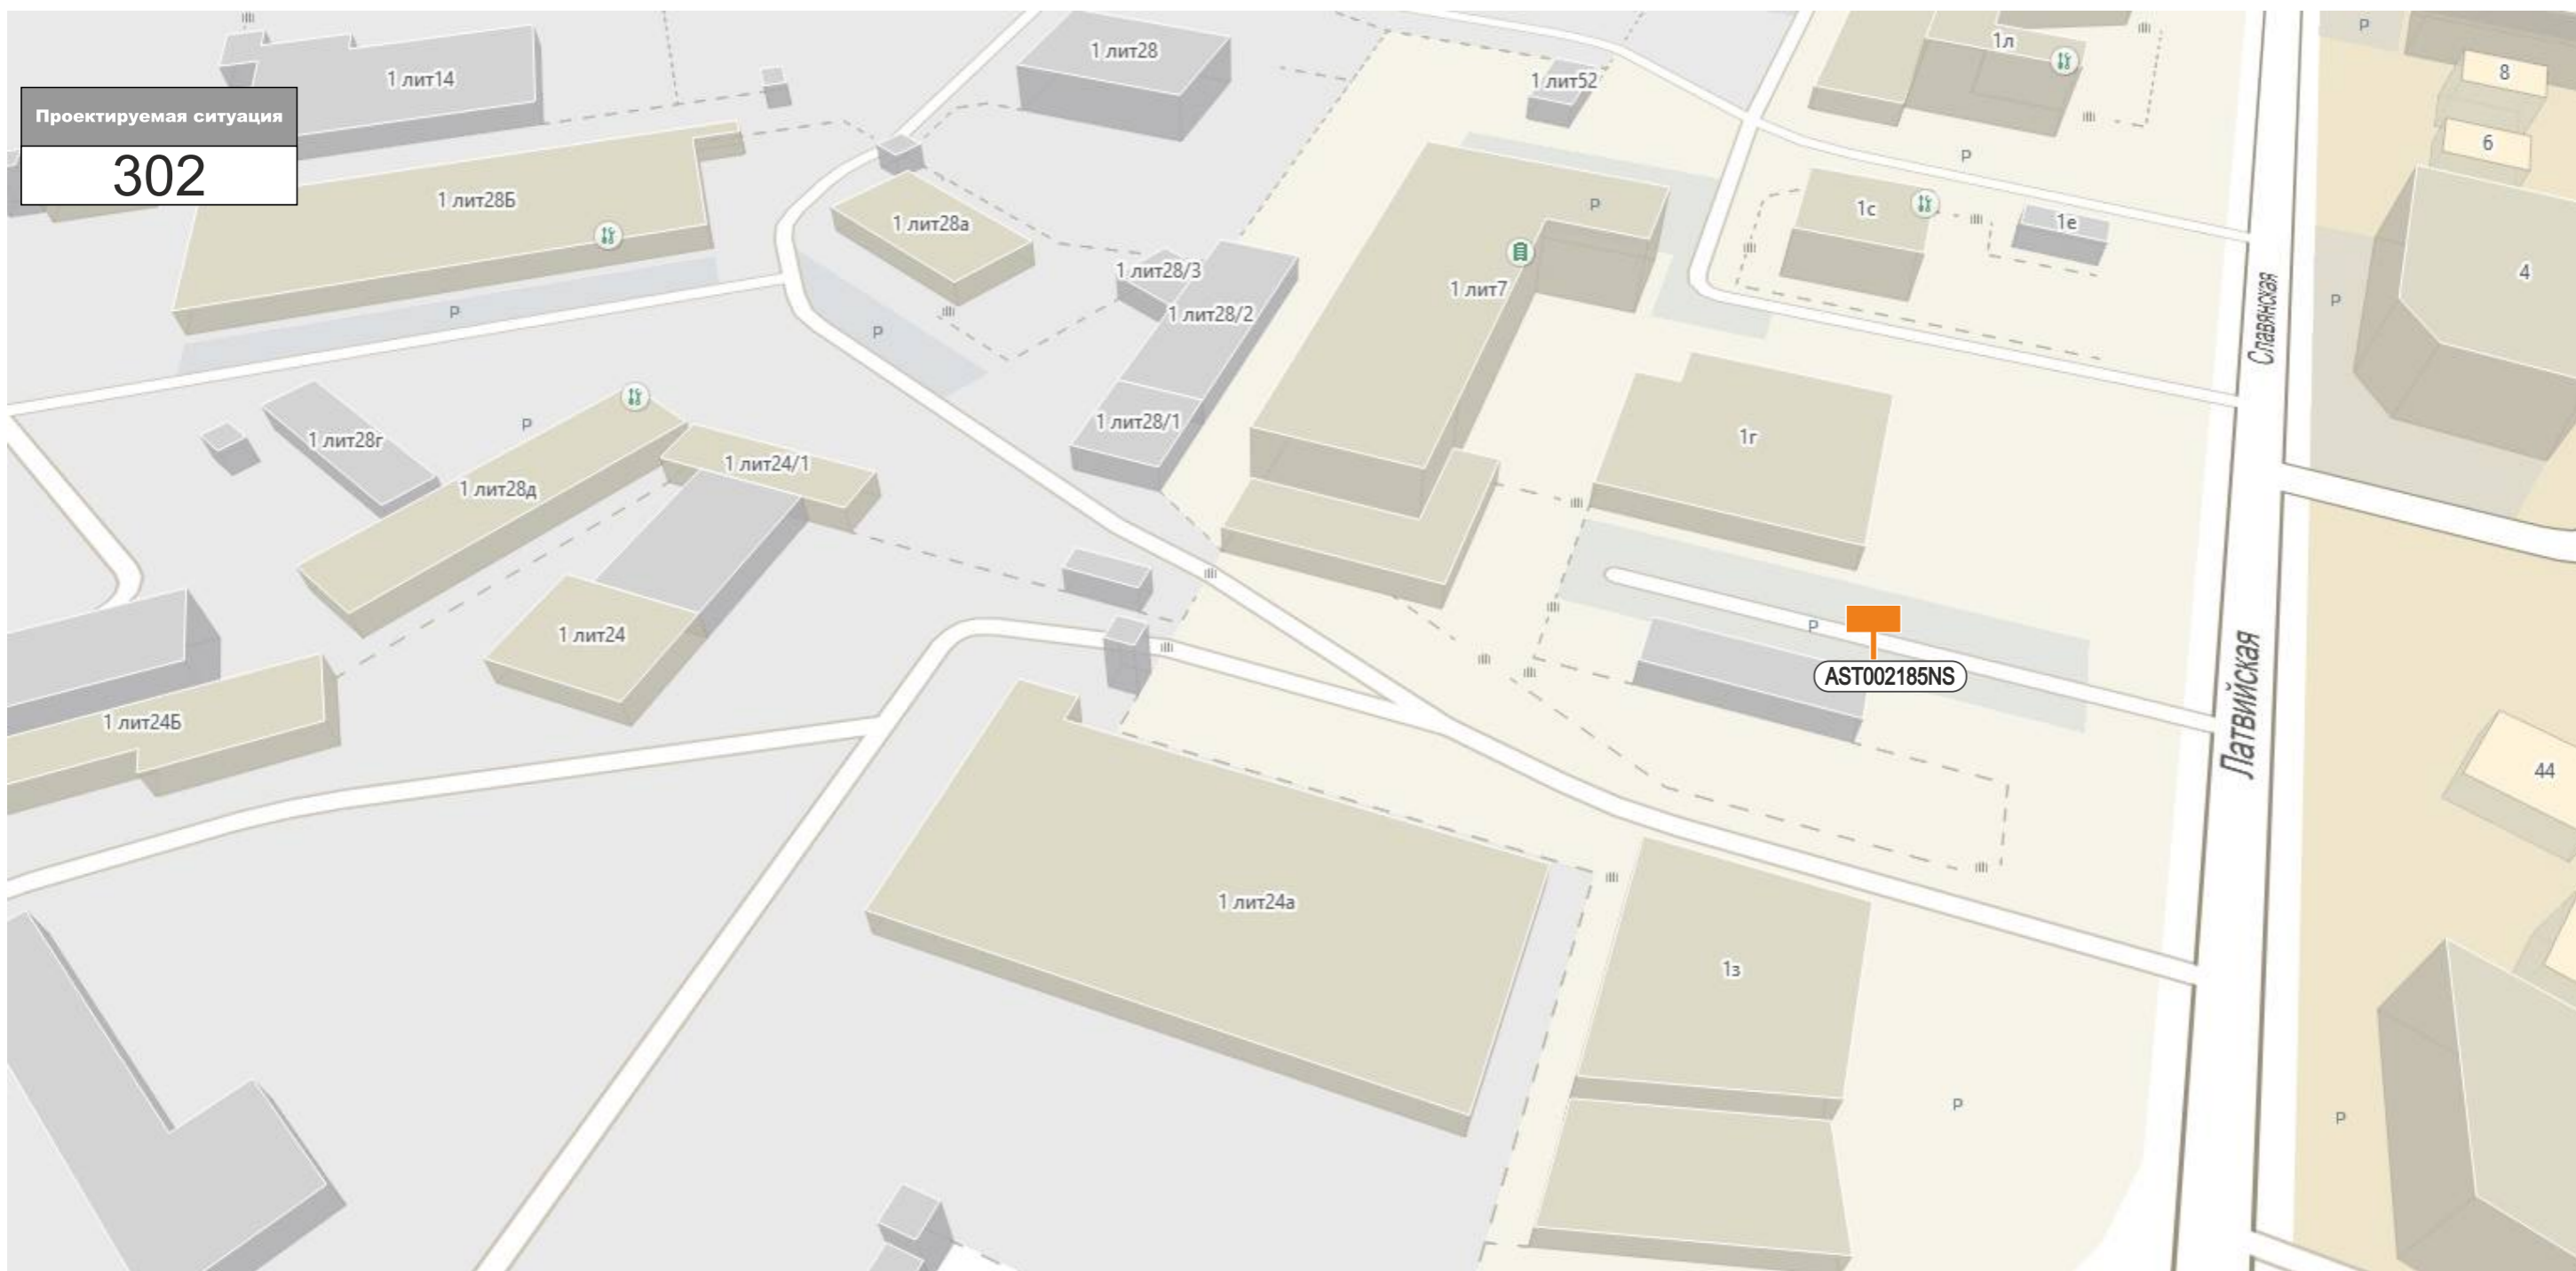 Проектируемая ситуация
302
1 лит14
1 лит28
1 лит52
1л
8
6
1 лит28Б
1 лит28а
P
P
P
1с
1е
4
1 лит28/3
1 лит28/2
1 лит7
P
P
P
Славянская
1 лит28/1
1 лит28г
P
1 лит28д
1 лит24/1
1г
1 лит24
P
AST002185NS
Латвийская
1 лит24Б
44
1 лит24а
1з
P
P